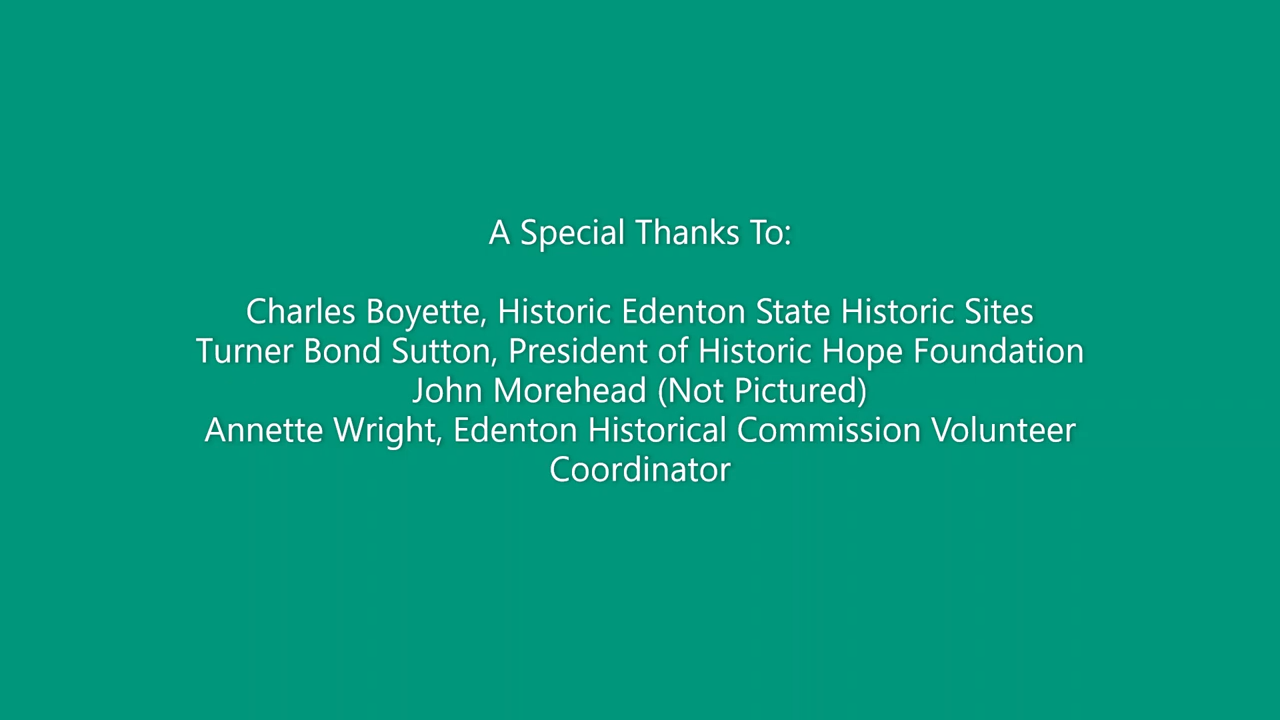 A Special Thanks To:
Charles Boyette, Historic Edenton State Historic Sites
Turner Bond Sutton, President of Historic Hope Foundation
John Morehead (Not Pictured)
Annette Wright, Edenton Historical Commission Volunteer
Coordinator